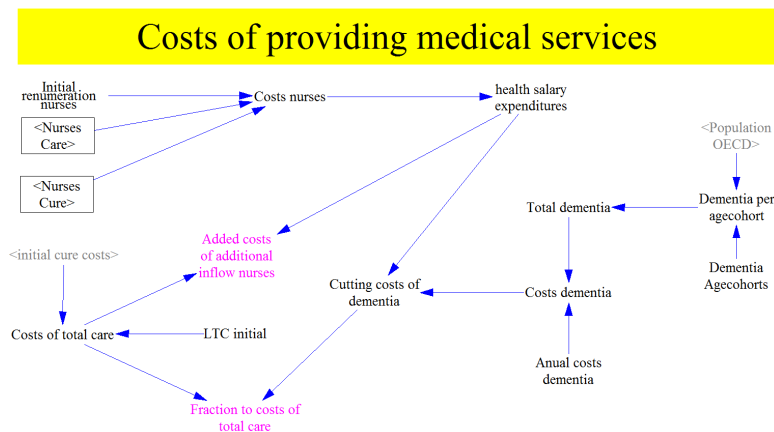 Costs of providing medical services
Initial
renumeration
nurses
<Nurses
Care>
<Nurses
Cure>
Costs nurses
health salary
expenditures
<Population
OECD>
Dementia per
agecohort
Dementia
Agecohorts
Total dementia
Costs dementia
Anual costs
dementia
Added costs
of additional
inflow nurses
Cutting costs of
dementia
<initial cure costs>
Costs of total care
LTC initial
Fraction to costs of
total care